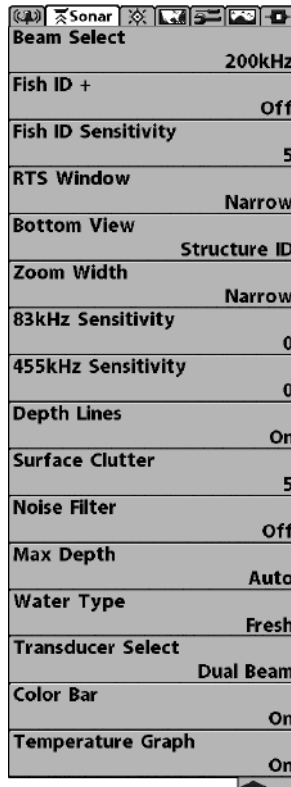 Sonar
Beam Select
200kHz
Fish ID +
Off
Fish ID Sensitivity
5
RTS Window
Narrow
Bottom View
Structure ID
Zoom Width
Narrow
83kHz Sensitivity
0
455kHz Sensitivity
0
Depth Lines
On
Surface Clutter
5
Noise Filter
Off
Max Depth
Auto
Water Type
Fresh
Transducer Select
Dual Beam
Color Bar
On
Temperature Graph
On